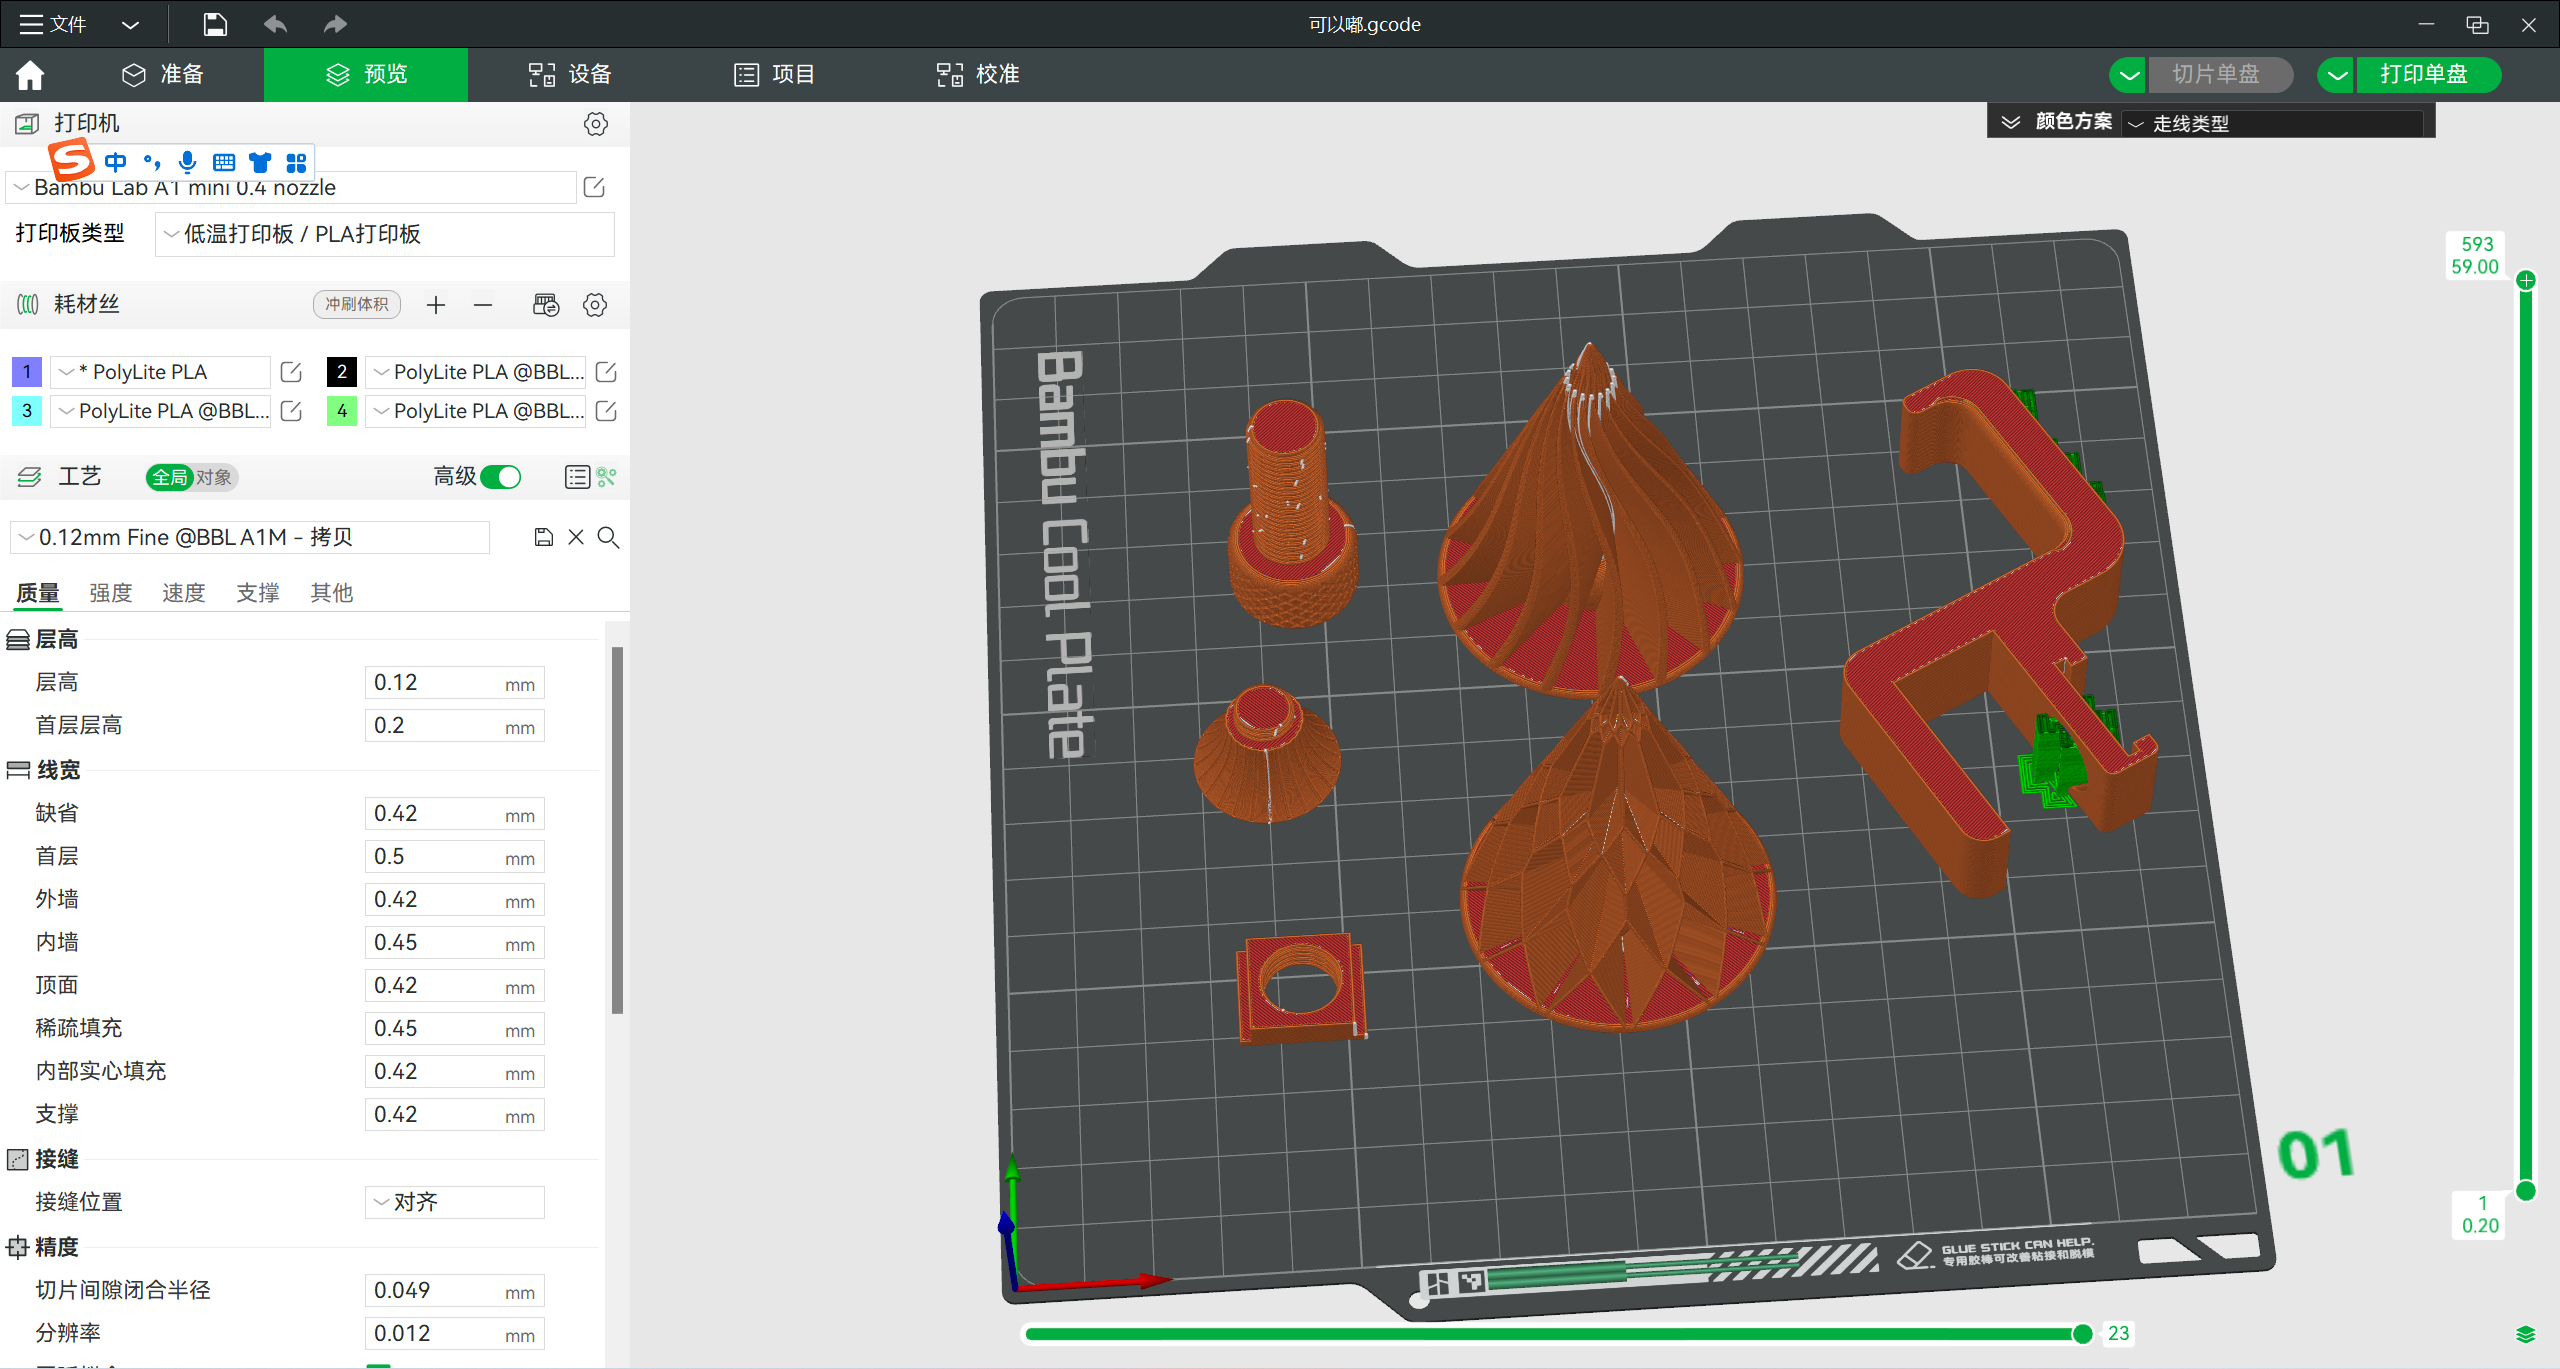 文件
可以嘟.gcode
准备
预览
设备
项目
校准
切片单盘
打印单盘
打印机
颜色方案
走线类型
中
Bambu Lab A1 mini 0.4 nozzle
打印板类型
低温打印板 / PLA打印板
耗材丝
冲刷体积
1
* PolyLite PLA
2
PolyLite PLA @BBL...
3
PolyLite PLA @BBL...
4
PolyLite PLA @BBL...
工艺
全局
对象
高级
0.12mm Fine @BBL A1M - 拷贝
质量
强度
速度
支撑
其他
层高
层高 0.12 mm
首层层高 0.2 mm
线宽
缺省 0.42 mm
首层 0.5 mm
外墙 0.42 mm
内墙 0.45 mm
顶面 0.42 mm
稀疏填充 0.45 mm
内部实心填充 0.42 mm
支撑 0.42 mm
接缝
接缝位置 对齐
精度
切片间隙闭合半径 0.049 mm
分辨率 0.012 mm
Bambu Cool Plate
593
59.00
01
1
0.20
GLUE STICK CAN HELP.
专用胶棒可改善粘接和脱模
23